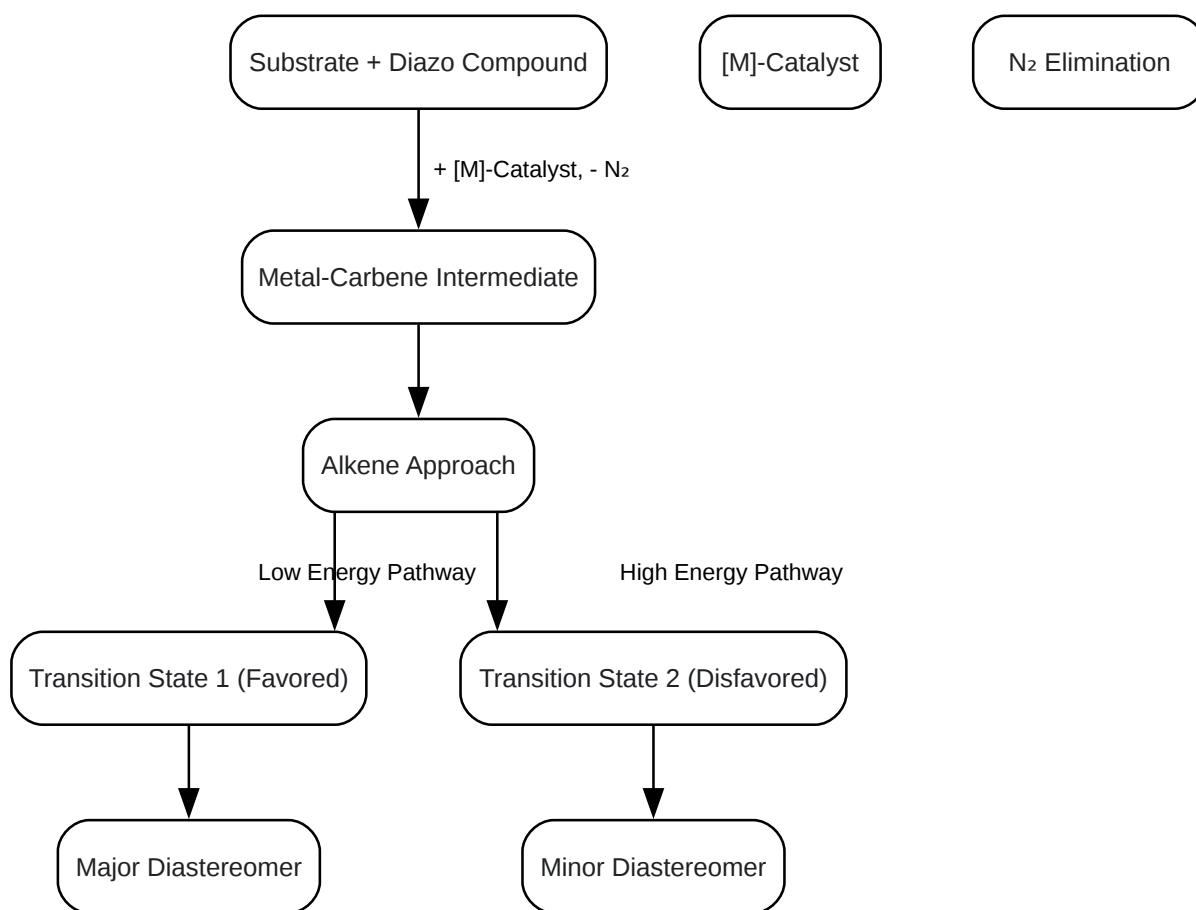 Substrate + Diazo Compound
[M]-Catalyst
N₂ Elimination
+ [M]-Catalyst, - N₂
Metal-Carbene Intermediate
Alkene Approach
Low Energy Pathway
High Energy Pathway
Transition State 1 (Favored)
Transition State 2 (Disfavored)
Major Diastereomer
Minor Diastereomer